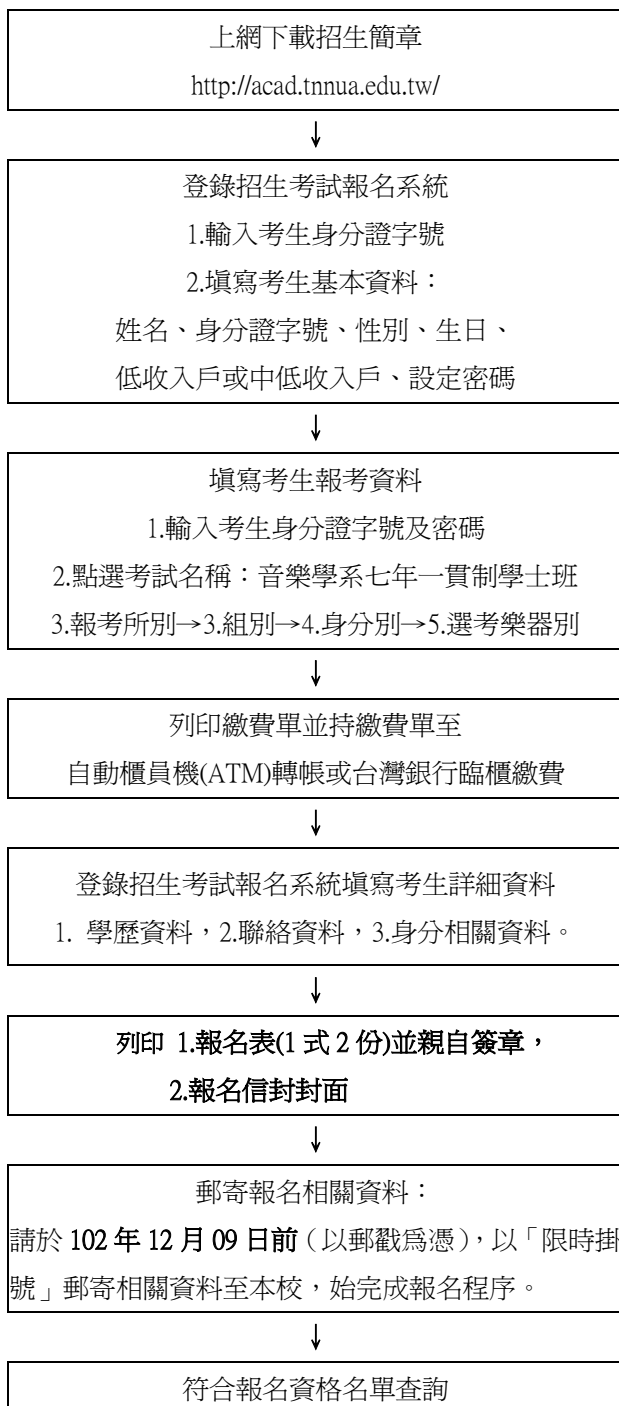 上網下載招生簡章
http://acad.tnnua.edu.tw/
↓
登錄招生考試報名系統
1.輸入考生身分證字號
2.填寫考生基本資料：
姓名、身分證字號、性別、生日、
低收入戶或中低收入戶、設定密碼
↓
填寫考生報考資料
1.輸入考生身分證字號及密碼
2.點選考試名稱：音樂學系七年一貫制學士班
3.報考所別→3.組別→4.身分別→5.選考樂器別
↓
列印繳費單並持繳費單至
自動櫃員機(ATM)轉帳或台灣銀行臨櫃繳費
↓
登錄招生考試報名系統填寫考生詳細資料
1. 學歷資料，2.聯絡資料，3.身分相關資料。
↓
列印 1.報名表(1 式 2 份)並親自簽章，
2.報名信封封面
↓
郵寄報名相關資料：
請於 102 年 12 月 09 日前（以郵戳為憑），以「限時掛
號」郵寄相關資料至本校，始完成報名程序。
↓
符合報名資格名單查詢